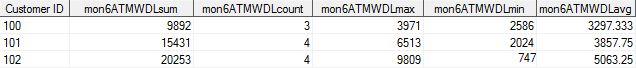 Customer ID mon6ATMWDLsum mon6ATMWDLcount mon6ATMWDLmax mon6ATMWDLmin mon6ATMWDLavg
100 9892 3 3971 2586 3297.333
101 15431 4 6513 2024 3857.75
102 20253 4 9809 747 5063.25